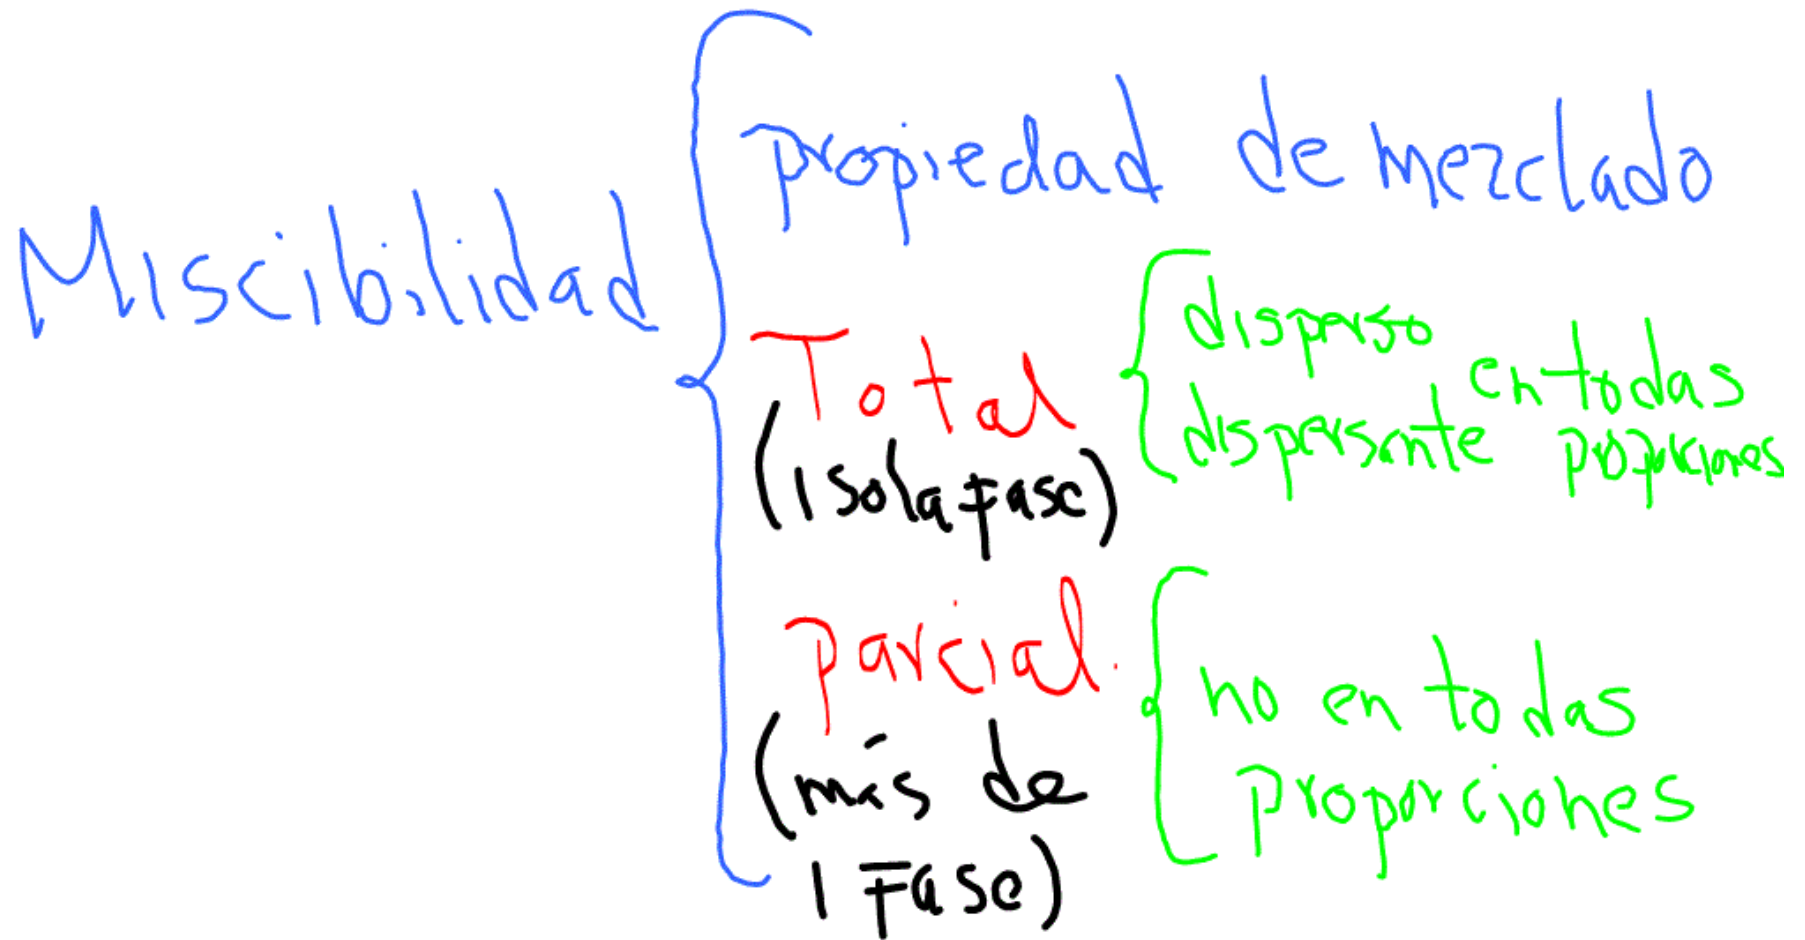 Miscibilidad
propiedad de mezclado
Total
(1 sola fase)
disperso
dispersante
en todas
proporciones
parcial
(más de
1 Fase)
no en todas
proporciones